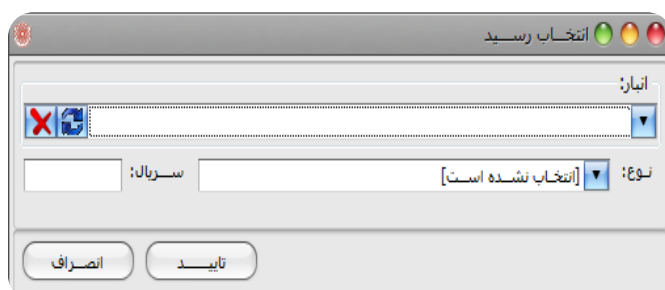 انتخاب رسید
انبار:
نوع: [انتخاب نشده است] سریال:
تایید انصراف